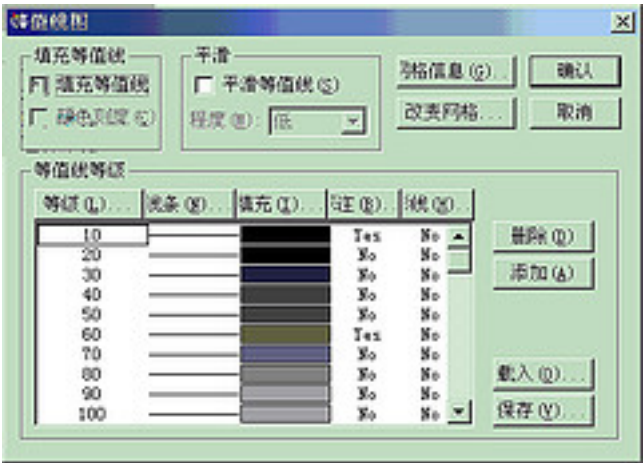 等值线图
填充等值线
填充等值线
颜色刻度(C)
平滑
平滑等值线(S)
程度(E): 低
网格信息(G)...
改变网格...
确认
取消
等值线等级
等级(L)... 线条(N)... 填充(I)... 标注(B)... 影线(H)...
10 Yes No
20 No No
30 No No
40 No No
50 No No
60 Yes No
70 No No
80 No No
90 No No
100 No No
删除(D)
添加(A)
载入(O)...
保存(V)...